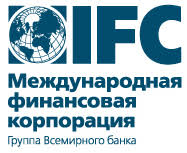 IFC
Международная
финансовая
корпорация
Группа Всемирного банка